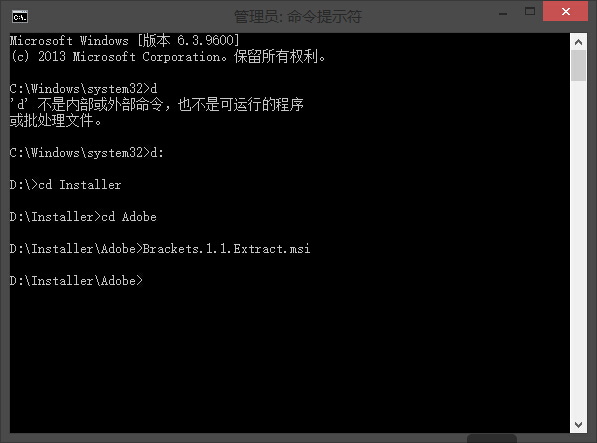 管理员: 命令提示符
Microsoft Windows [版本 6.3.9600]
(c) 2013 Microsoft Corporation。保留所有权利。
C:\Windows\system32>d
'd' 不是内部或外部命令，也不是可运行的程序
或批处理文件。
C:\Windows\system32>d:
D:\>cd Installer
D:\Installer>cd Adobe
D:\Installer\Adobe>Brackets.1.1.Extract.msi
D:\Installer\Adobe>